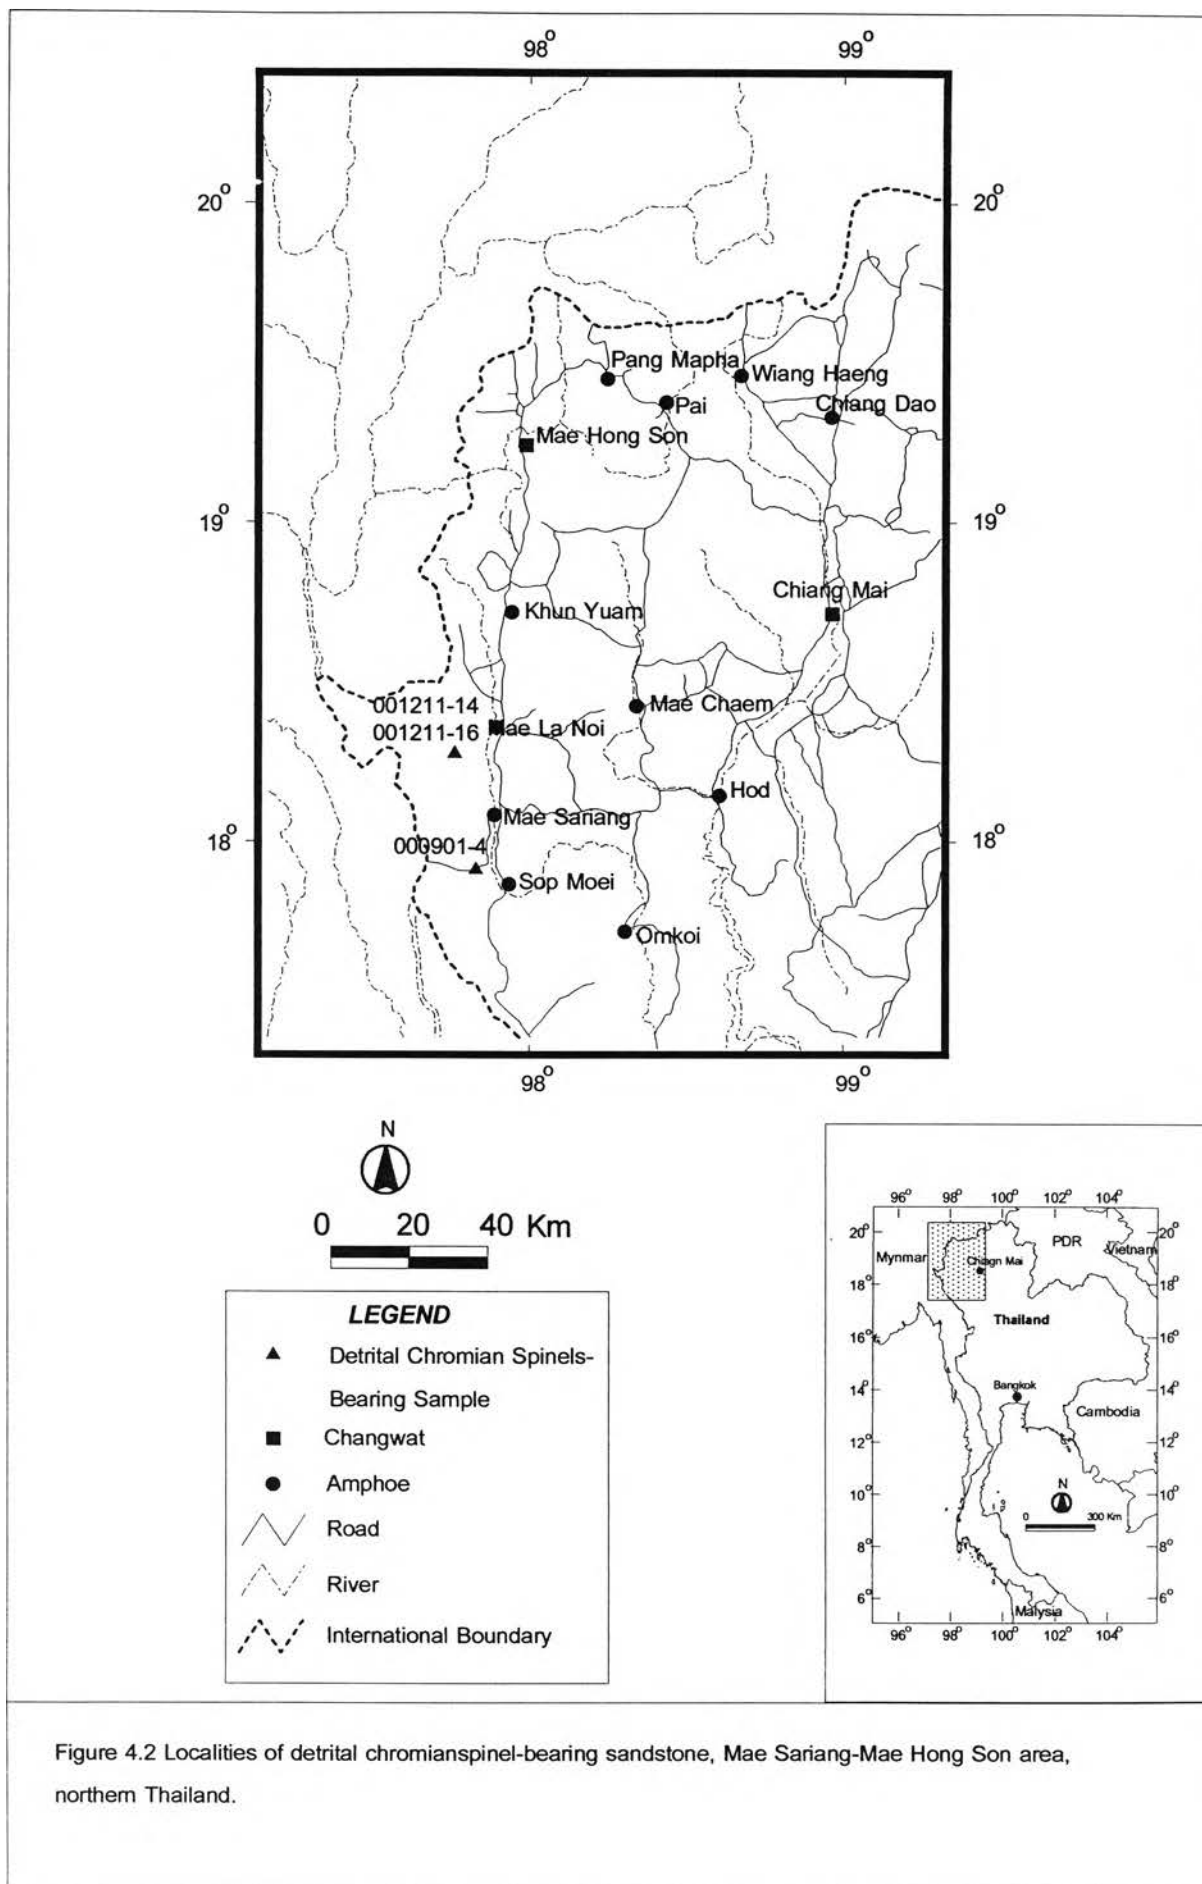 98°
99°
20°
20°
Pang Mapha
Wiang Haeng
Pai
Chiang Dao
Mae Hong Son
19°
19°
Chiang Mai
Khun Yuam
001211-14
Mae Chaem
Mae La Noi
001211-16
Hod
Mae Sariang
18°
18°
000901-4
Sop Moei
Omkoi
98°
99°
N
0 20 40 Km
LEGEND
Detrital Chromian Spinels-
Bearing Sample
Changwat
Amphoe
Road
River
International Boundary
96° 98° 100° 102° 104°
20°
20°
PDR
Vietnam
Mynmar
Chiagn Mai
18°
18°
Thailand
16°
16°
Bangkok
14°
14°
Cambodia
12°
12°
10°
10°
N
0 300 Km
8°
8°
6°
6°
Malysia
96° 98° 100° 102° 104°
Figure 4.2 Localities of detrital chromianspinel-bearing sandstone, Mae Sariang-Mae Hong Son area,
northern Thailand.